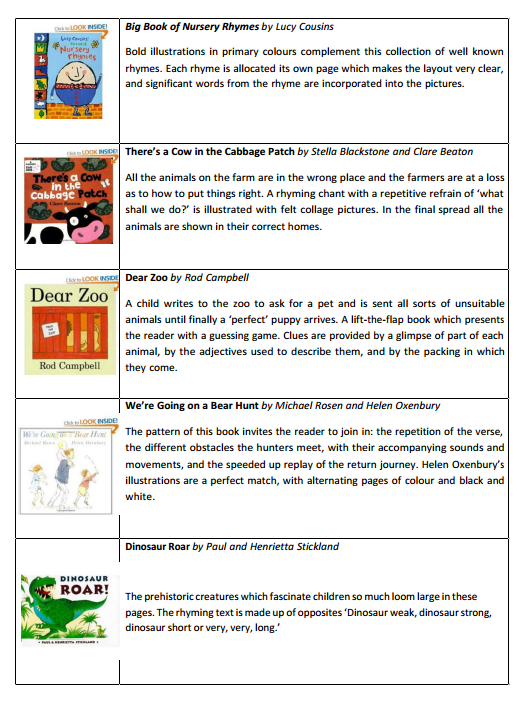 Click to LOOK INSIDE!
Lucy Cousins
Nursery
Rhymes
Big Book of Nursery Rhymes by Lucy Cousins
Bold illustrations in primary colours complement this collection of well known
rhymes. Each rhyme is allocated its own page which makes the layout very clear,
and significant words from the rhyme are incorporated into the pictures.
Click to LOOK INSIDE!
There's a Cow
in the
Cabbage Patch
Clare Beaton
There's a Cow in the Cabbage Patch by Stella Blackstone and Clare Beaton
All the animals on the farm are in the wrong place and the farmers are at a loss
as to how to put things right. A rhyming chant with a repetitive refrain of 'what
shall we do?' is illustrated with felt collage pictures. In the final spread all the
animals are shown in their correct homes.
Click to LOOK INSIDE!
Dear Zoo
Rod Campbell
Dear Zoo by Rod Campbell
A child writes to the zoo to ask for a pet and is sent all sorts of unsuitable
animals until finally a 'perfect' puppy arrives. A lift-the-flap book which presents
the reader with a guessing game. Clues are provided by a glimpse of part of each
animal, by the adjectives used to describe them, and by the packing in which
they come.
Click to LOOK INSIDE!
We're Going on a Bear Hunt
Michael Rosen Helen Oxenbury
We're Going on a Bear Hunt by Michael Rosen and Helen Oxenbury
The pattern of this book invites the reader to join in: the repetition of the verse,
the different obstacles the hunters meet, with their accompanying sounds and
movements, and the speeded up replay of the return journey. Helen Oxenbury's
illustrations are a perfect match, with alternating pages of colour and black and
white.
DINOSAUR
ROAR!
PAUL & HENRIETTA STICKLAND
Dinosaur Roar by Paul and Henrietta Stickland
The prehistoric creatures which fascinate children so much loom large in these
pages. The rhyming text is made up of opposites 'Dinosaur weak, dinosaur strong,
dinosaur short or very, very, long.'